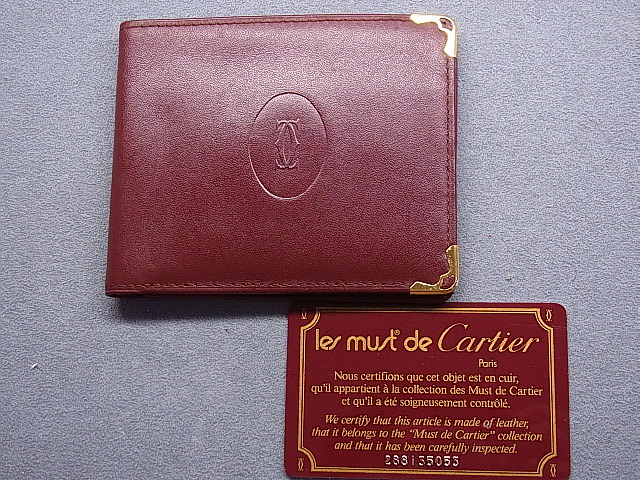 les must de Cartier
Paris
Nous certifions que cet objet est en cuir,
qu'il appartient à la collection des Must de Cartier
et qu'il a été soigneusement contrôlé.
We certify that this article is made of leather,
that it belongs to the "Must de Cartier" collection
and that it has been carefully inspected.
288135053